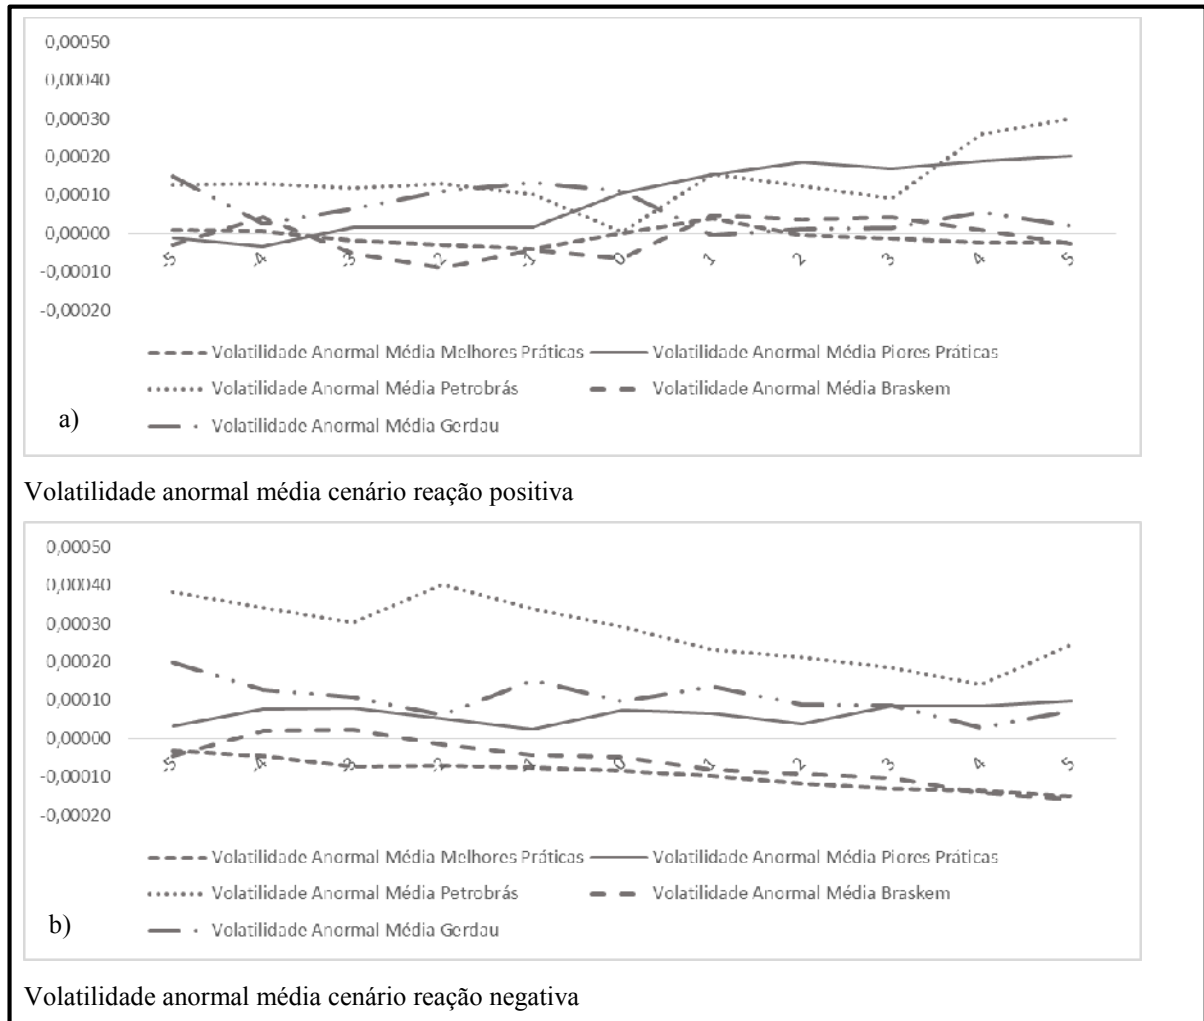 0,00050
0,00040
0,00030
0,00020
0,00010
0,00000
-0,00010
-0,00020
-5 -4 -3 -2 -1 0 1 2 3 4 5
Volatilidade Anormal Média Melhores Práticas Volatilidade Anormal Média Piores Práticas
Volatilidade Anormal Média Petrobrás Volatilidade Anormal Média Braskem
a) Volatilidade Anormal Média Gerdau
Volatilidade anormal média cenário reação positiva
0,00050
0,00040
0,00030
0,00020
0,00010
0,00000
-0,00010
-0,00020
-5 -4 -3 -2 -1 0 1 2 3 4 5
Volatilidade Anormal Média Melhores Práticas Volatilidade Anormal Média Piores Práticas
Volatilidade Anormal Média Petrobrás Volatilidade Anormal Média Braskem
b) Volatilidade Anormal Média Gerdau
Volatilidade anormal média cenário reação negativa